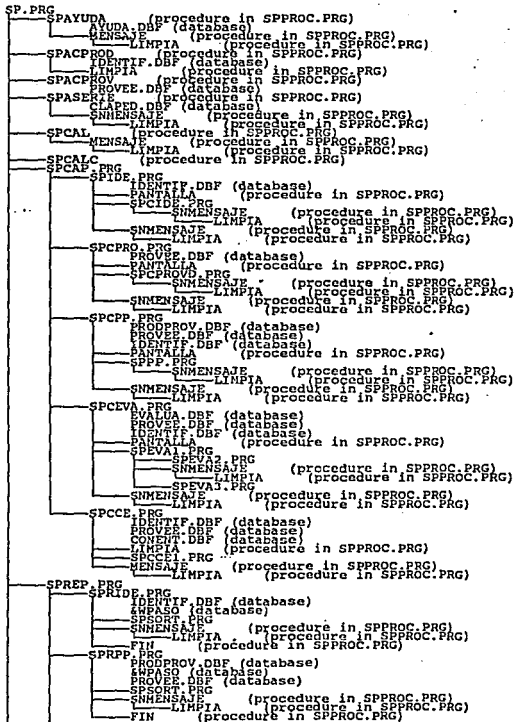 SP.PRG
SPAYUDA (procedure in SPPROC.PRG)
AYUDA.DBF (database)
MENSAJE (procedure in SPPROC.PRG)
LIMPIA (procedure in SPPROC.PRG)
SPACPROD (procedure in SPPROC.PRG)
IDENTIF.DBF (database)
LIMPIA (procedure in SPPROC.PRG)
SPACPROV (procedure in SPPROC.PRG)
PROVEE.DBF (database)
SPASERIE (procedure in SPPROC.PRG)
CLAPED.DBF (database)
SNMENSAJE (procedure in SPPROC.PRG)
LIMPIA (procedure in SPPROC.PRG)
SPCAL (procedure in SPPROC.PRG)
MENSAJE (procedure in SPPROC.PRG)
LIMPIA (procedure in SPPROC.PRG)
SPCALC (procedure in SPPROC.PRG)
SPCAP.PRG
SPIDE.PRG
IDENTIF.DBF (database)
PANTALLA (procedure in SPPROC.PRG)
SPCIDE.PRG
SNMENSAJE (procedure in SPPROC.PRG)
LIMPIA (procedure in SPPROC.PRG)
SNMENSAJE (procedure in SPPROC.PRG)
LIMPIA (procedure in SPPROC.PRG)
SPCPRO.PRG
PROVEE.DBF (database)
PANTALLA (procedure in SPPROC.PRG)
SPCPROVD.PRG
SNMENSAJE (procedure in SPPROC.PRG)
LIMPIA (procedure in SPPROC.PRG)
SNMENSAJE (procedure in SPPROC.PRG)
LIMPIA (procedure in SPPROC.PRG)
SPCPP.PRG
PRODPROV.DBF (database)
PROVEE.DBF (database)
IDENTIF.DBF (database)
PANTALLA (procedure in SPPROC.PRG)
SPPP.PRG
SNMENSAJE (procedure in SPPROC.PRG)
LIMPIA (procedure in SPPROC.PRG)
SNMENSAJE (procedure in SPPROC.PRG)
LIMPIA (procedure in SPPROC.PRG)
SPCEVA.PRG
EVALUA.DBF (database)
PROVEE.DBF (database)
IDENTIF.DBF (database)
PANTALLA (procedure in SPPROC.PRG)
SPEVA1.PRG
SPEVA2.PRG
SNMENSAJE (procedure in SPPROC.PRG)
LIMPIA (procedure in SPPROC.PRG)
SPEVA3.PRG
SNMENSAJE (procedure in SPPROC.PRG)
LIMPIA (procedure in SPPROC.PRG)
SPCCE.PRG
IDENTIF.DBF (database)
PROVEE.DBF (database)
CONENT.DBF (database)
LIMPIA (procedure in SPPROC.PRG)
SPCCE1.PRG
MENSAJE (procedure in SPPROC.PRG)
LIMPIA (procedure in SPPROC.PRG)
SPREP.PRG
SPRIDE.PRG
IDENTIF.DBF (database)
&WPASO (database)
SPSORT.PRG
SNMENSAJE (procedure in SPPROC.PRG)
LIMPIA (procedure in SPPROC.PRG)
FIN (procedure in SPPROC.PRG)
SPRPP.PRG
PRODPROV.DBF (database)
&WPASO (database)
PROVEE.DBF (database)
SPSORT.PRG
SNMENSAJE (procedure in SPPROC.PRG)
LIMPIA (procedure in SPPROC.PRG)
FIN (procedure in SPPROC.PRG)